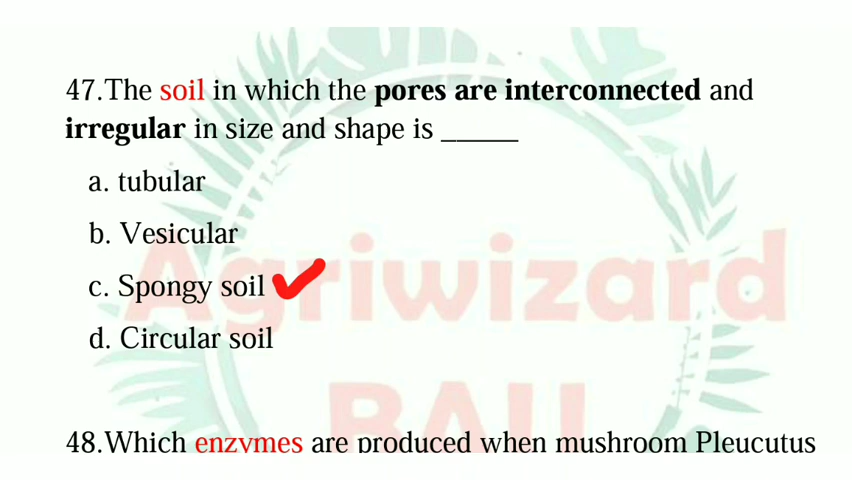 47.The soil in which the pores are interconnected and
irregular in size and shape is _____
a. tubular
b. Vesicular
c. Spongy soil
d. Circular soil
Agriwizard
BAU
48.Which enzymes are produced when mushroom Pleucutus